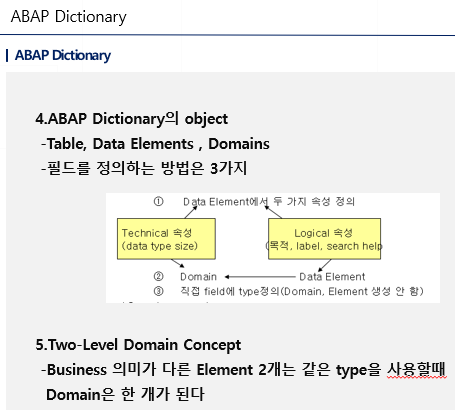 ABAP Dictionary
ABAP Dictionary
4.ABAP Dictionary의 object
-Table, Data Elements , Domains
-필드를 정의하는 방법은 3가지
① Data Element에서 두 가지 속성 정의
Technical 속성
(data type size)
Logical 속성
(목적, label, search help
② Domain Data Element
③ 직접 field에 type정의(Domain, Element 생성 안 함)
5.Two-Level Domain Concept
-Business 의미가 다른 Element 2개는 같은 type을 사용할때
Domain은 한 개가 된다